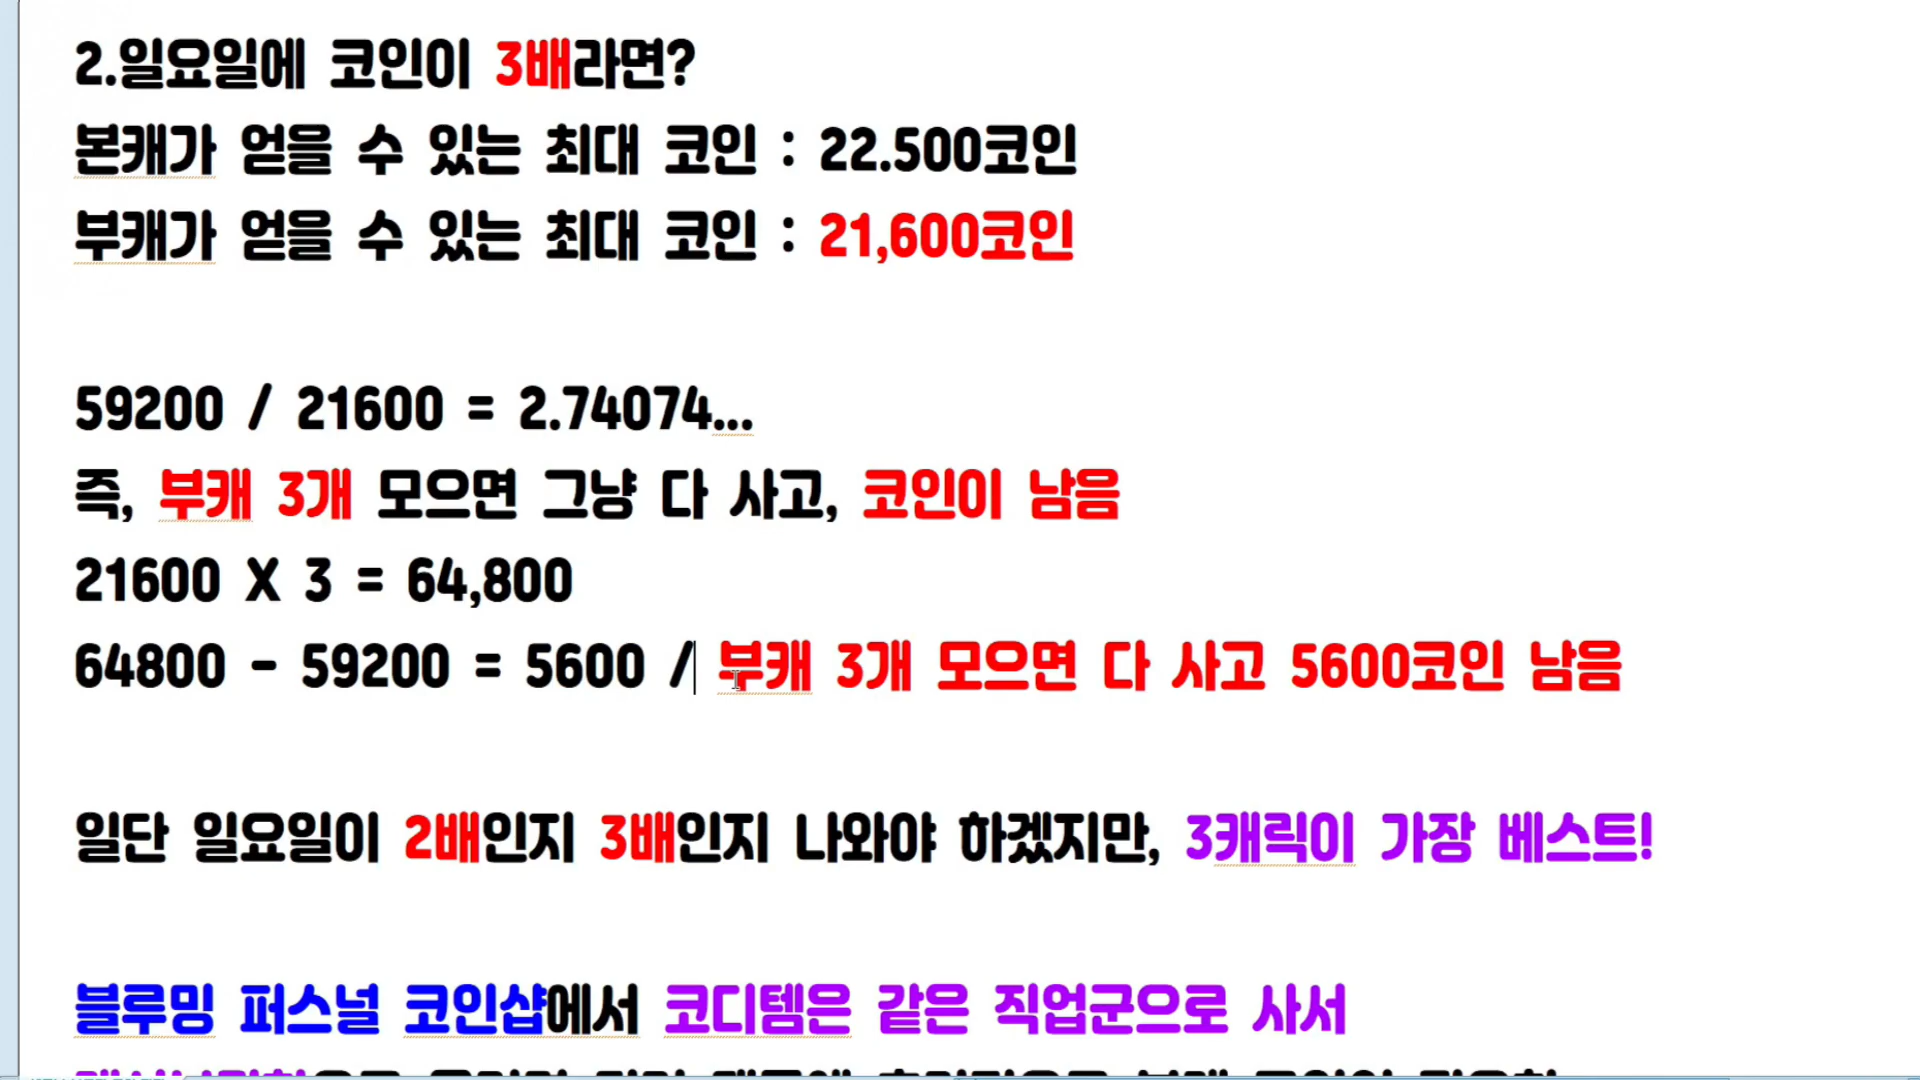 2.일요일에 코인이 3배라면?
본캐가 얻을 수 있는 최대 코인 : 22.500코인
부캐가 얻을 수 있는 최대 코인 : 21,600코인
59200 / 21600 = 2.74074...
즉, 부캐 3개 모으면 그냥 다 사고, 코인이 남음
21600 X 3 = 64,800
64800 - 59200 = 5600 / 부캐 3개 모으면 다 사고 5600코인 남음
일단 일요일이 2배인지 3배인지 나와야 하겠지만, 3캐릭이 가장 베스트!
블루밍 퍼스널 코인샵에서 코디템은 같은 직업군으로 사서